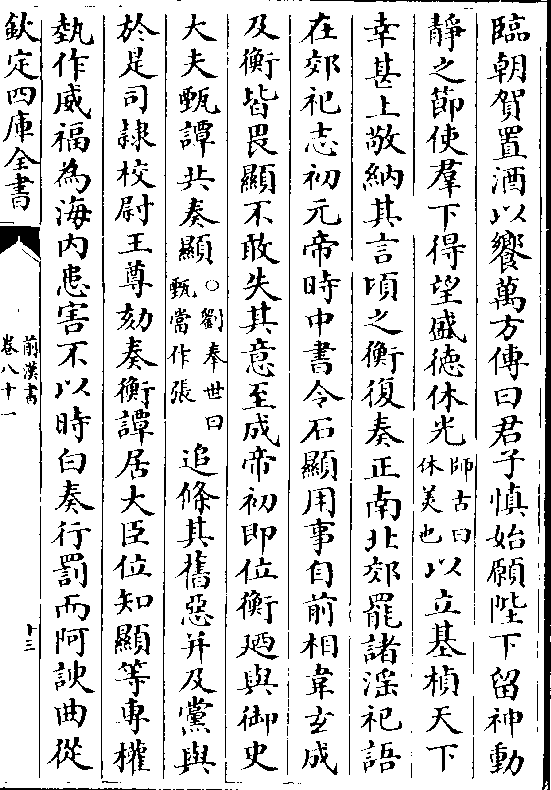 臨朝賀置酒以饗萬方傳曰君子慎始願陛下留神動
靜之節使羣下得望盛徳休光師古曰休美也以立基楨天下
幸甚上敬納其言頃之衡復奏正南北郊罷諸淫祀語
在郊祀志初元帝時中書令石顯用事自前相韋玄成
及衡皆畏顯不敢失其意至成帝初即位衡廼與御史
大夫甄譚共奏顯○劉奉世曰甄當作張追條其舊惡并及黨與
於是司隷校尉王尊劾奏衡譚居大臣位知顯等專權
埶作威福為海内患害不以時白奏行罰而阿諛曲從
欽定四庫全書
前漢書
卷八十一
十三